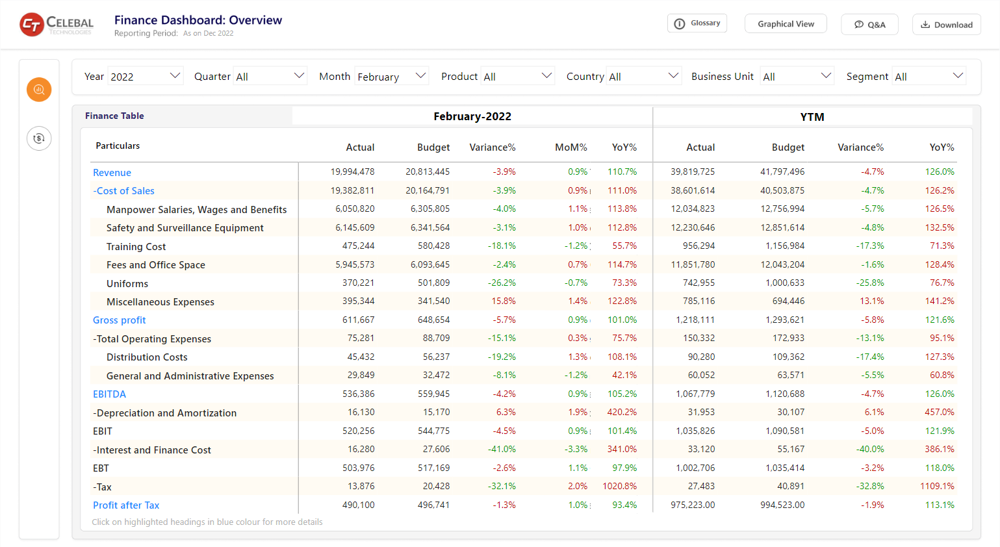 CT CELEBAL TECHNOLOGIES
Finance Dashboard: Overview
Reporting Period: As on Dec 2022
Glossary
Graphical View
Q&A
Download
Year 2022 Quarter All Month February Product All Country All Business Unit All Segment All
Finance Table February-2022 YTM
Particulars Actual Budget Variance% MoM% YoY% Actual Budget Variance% YoY%
Revenue 19,994,478 20,813,445 -3.9% 0.9% 110.7% 39,819,725 41,797,496 -4.7% 126.0%
-Cost of Sales 19,382,811 20,164,791 -3.9% 0.9% 111.0% 38,601,614 40,503,875 -4.7% 126.2%
Manpower Salaries, Wages and Benefits 6,050,820 6,305,805 -4.0% 1.1% 113.8% 12,034,823 12,756,994 -5.7% 126.5%
Safety and Surveillance Equipment 6,145,609 6,341,564 -3.1% 1.0% 112.8% 12,230,646 12,851,614 -4.8% 132.5%
Training Cost 475,244 580,428 -18.1% -1.2% 55.7% 956,294 1,156,984 -17.3% 71.3%
Fees and Office Space 5,945,573 6,093,645 -2.4% 0.7% 114.7% 11,851,780 12,043,204 -1.6% 128.4%
Uniforms 370,221 501,809 -26.2% -0.7% 73.3% 742,955 1,000,633 -25.8% 76.7%
Miscellaneous Expenses 395,344 341,540 15.8% 1.4% 122.8% 785,116 694,446 13.1% 141.2%
Gross profit 611,667 648,654 -5.7% 0.9% 101.0% 1,218,111 1,293,621 -5.8% 121.6%
-Total Operating Expenses 75,281 88,709 -15.1% 0.3% 75.7% 150,332 172,933 -13.1% 95.1%
Distribution Costs 45,432 56,237 -19.2% 1.3% 108.1% 90,280 109,362 -17.4% 127.3%
General and Administrative Expenses 29,849 32,472 -8.1% -1.2% 42.1% 60,052 63,571 -5.5% 60.8%
EBITDA 536,386 559,945 -4.2% 0.9% 105.2% 1,067,779 1,120,688 -4.7% 126.0%
-Depreciation and Amortization 16,130 15,170 6.3% 1.9% 420.2% 31,953 30,107 6.1% 457.0%
EBIT 520,256 544,775 -4.5% 0.9% 101.4% 1,035,826 1,090,581 -5.0% 121.9%
-Interest and Finance Cost 16,280 27,606 -41.0% -3.3% 341.0% 33,120 55,167 -40.0% 386.1%
EBT 503,976 517,169 -2.6% 1.1% 97.9% 1,002,706 1,035,414 -3.2% 118.0%
-Tax 13,876 20,428 -32.1% 2.0% 1020.8% 27,483 40,891 -32.8% 1109.1%
Profit after Tax 490,100 496,741 -1.3% 1.0% 93.4% 975,223.00 994,523.00 -1.9% 113.1%
Click on highlighted headings in blue colour for more details